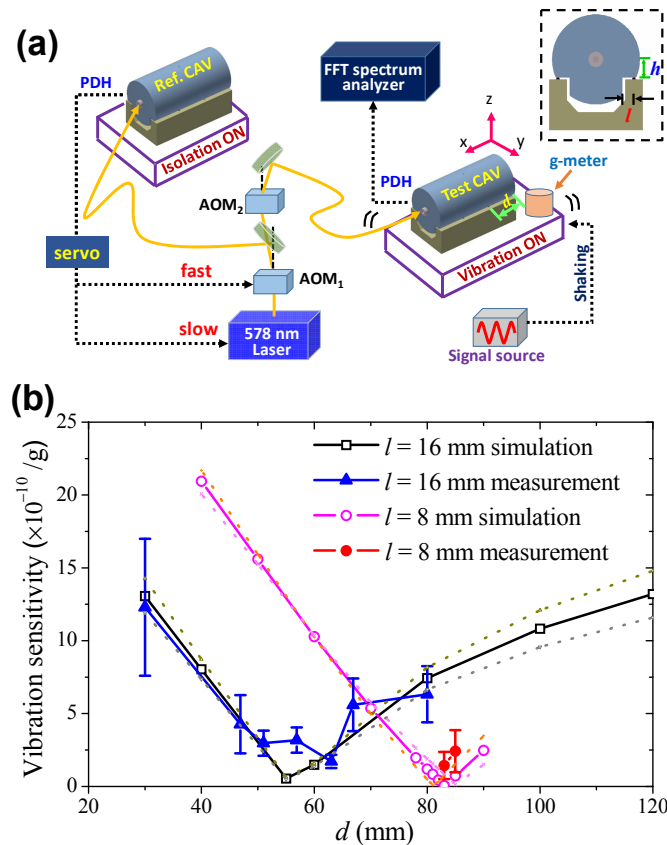 (a)
PDH
Ref. CAV
Isolation ON
servo
fast
slow
AOM2
AOM1
578 nm
Laser
FFT spectrum
analyzer
PDH
z
x
y
Test CAV
d
g-meter
Vibration ON
Shaking
Signal source
h
l
(b)
Vibration sensitivity (×10⁻¹⁰ /g)
25
20
15
10
5
0
l = 16 mm simulation
l = 16 mm measurement
l = 8 mm simulation
l = 8 mm measurement
20
40
60
80
100
120
d (mm)